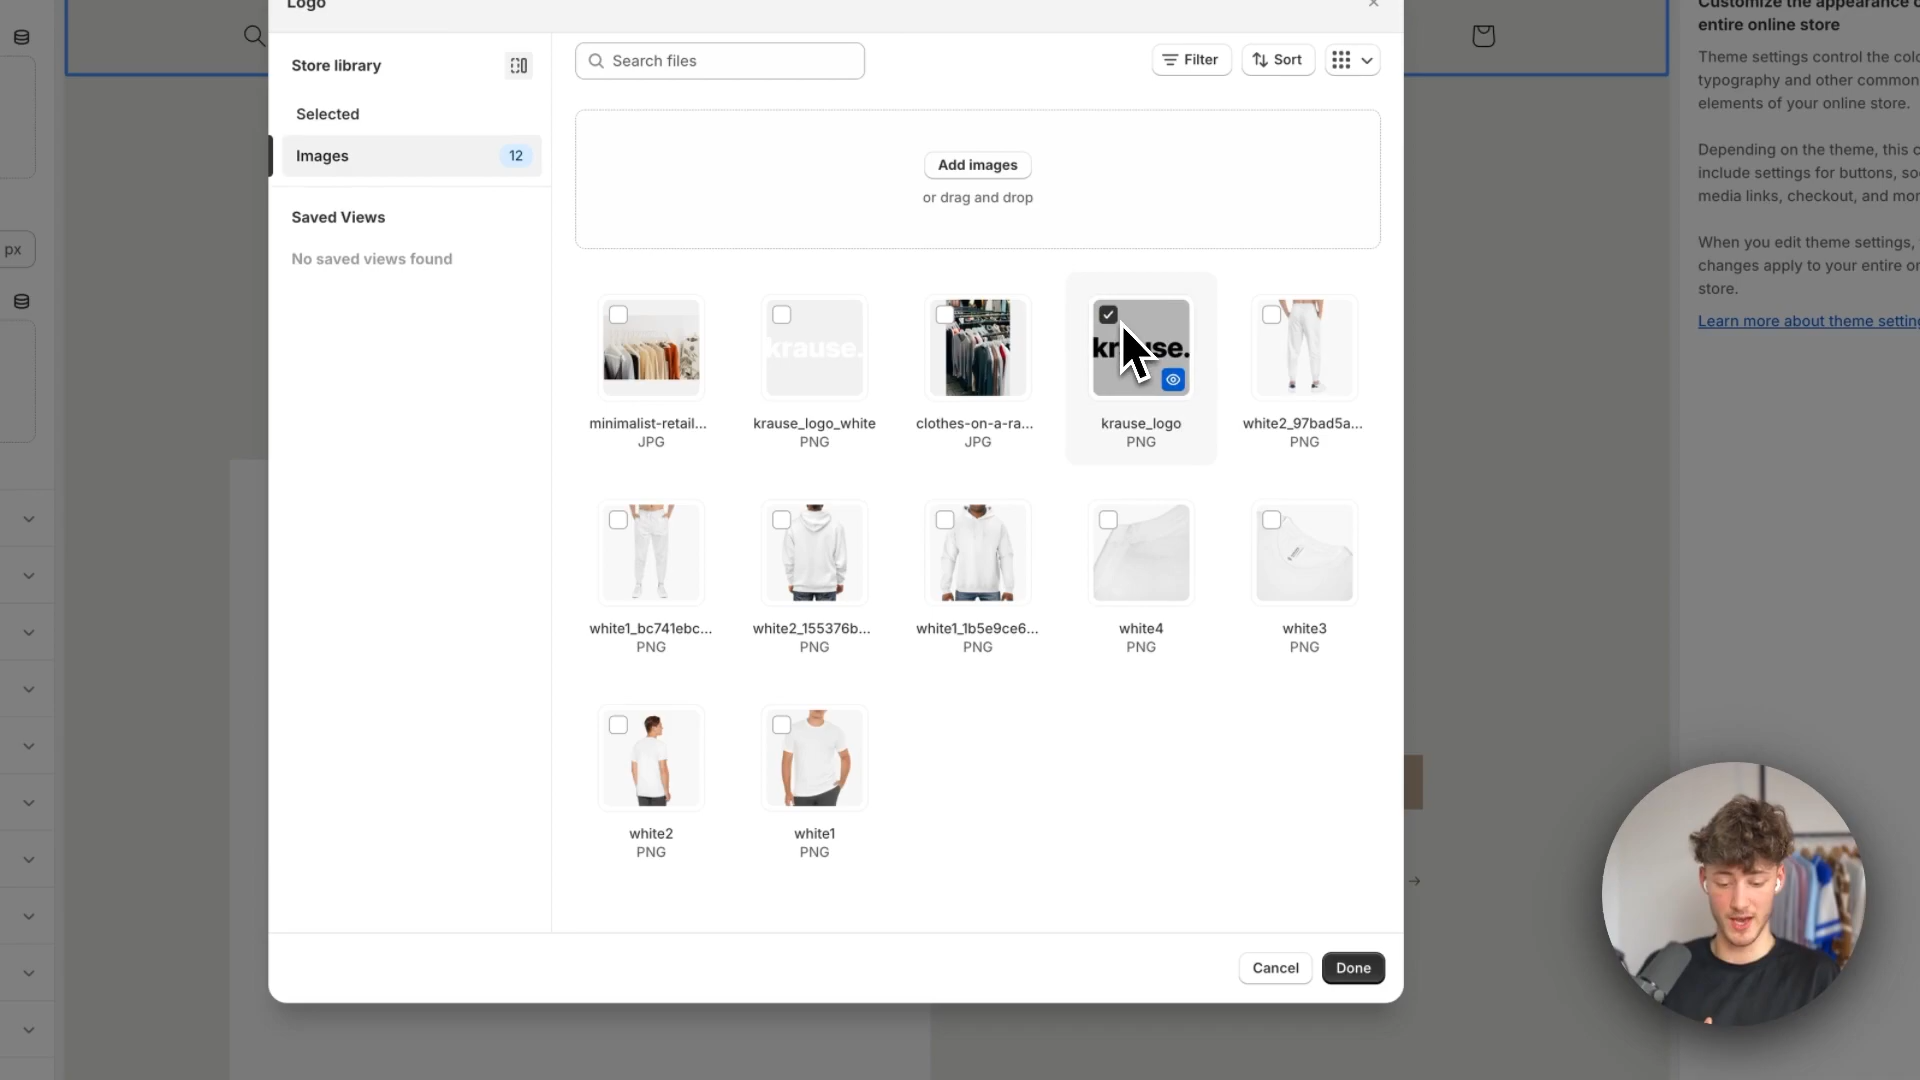 Logo
Customize the appearance o
entire online store
Store library
Search files
Filter
Sort
Theme settings control the colo
typography and other common
elements of your online store.
Selected
Images
12
Depending on the theme, this c
include settings for buttons, so
media links, checkout, and mor
Add images
or drag and drop
Saved Views
No saved views found
px
When you edit theme settings,
changes apply to your entire on
store.
Learn more about theme setting
krause.
minimalist-retail...
JPG
krause_logo_white
PNG
clothes-on-a-ra...
JPG
krause_logo
PNG
white2_97bad5a...
PNG
white1_bc741ebc...
PNG
white2_155376b...
PNG
white1_1b5e9ce6...
PNG
white4
PNG
white3
PNG
white2
PNG
white1
PNG
Cancel
Done